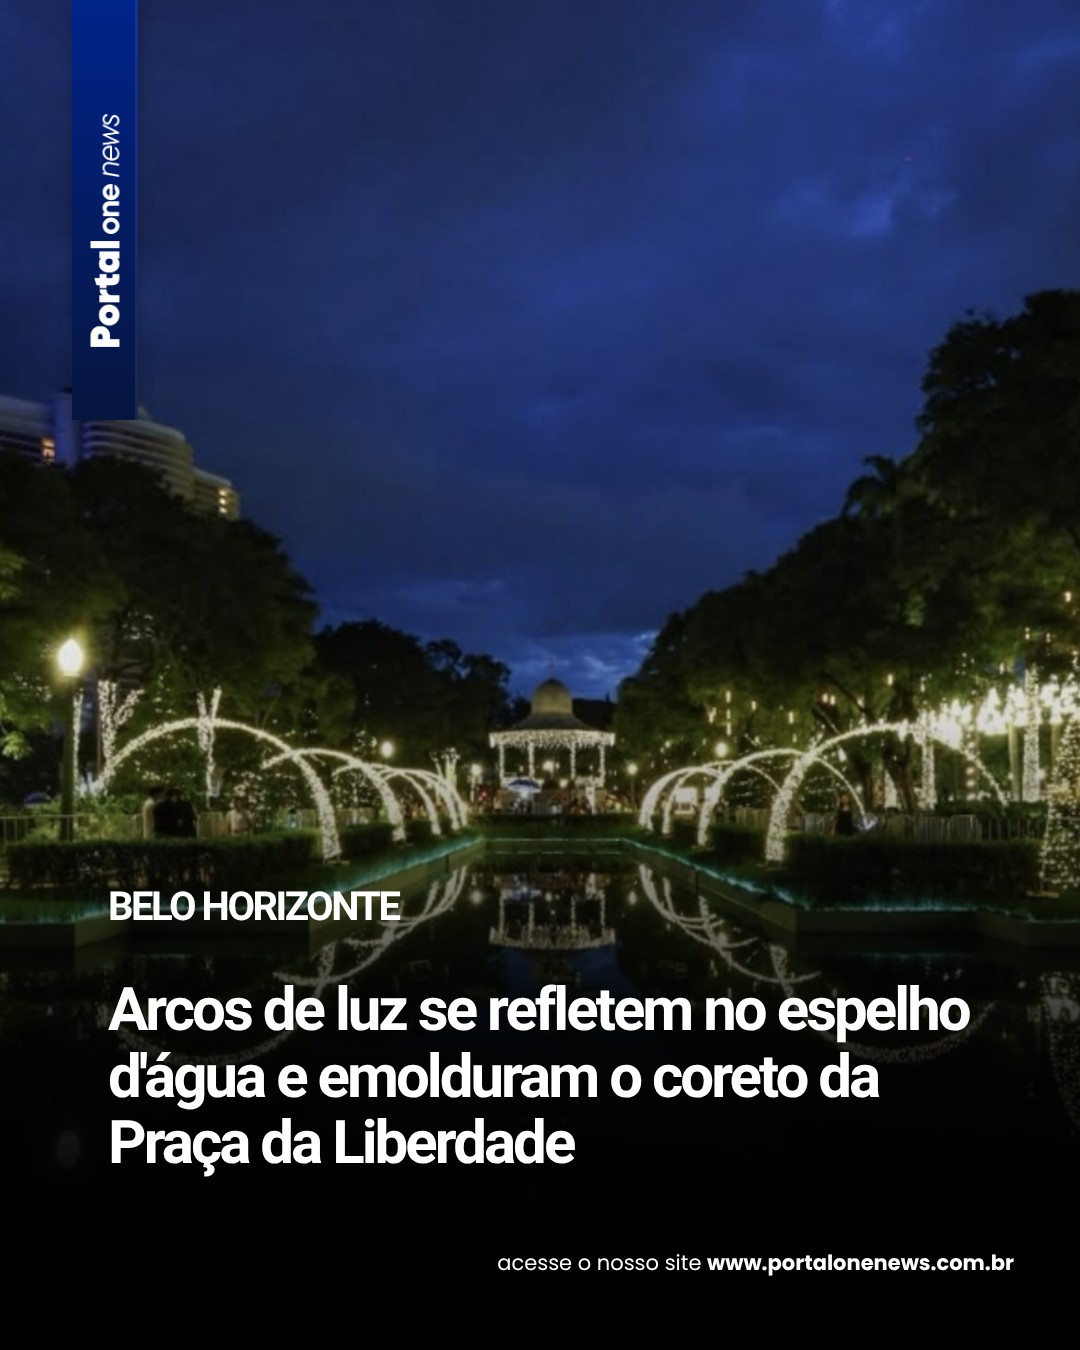 Portal one news
BELO HORIZONTE
Arcos de luz se refletem no espelho
d'água e emolduram o coreto da
Praça da Liberdade
acesse o nosso site www.portalonenews.com.br